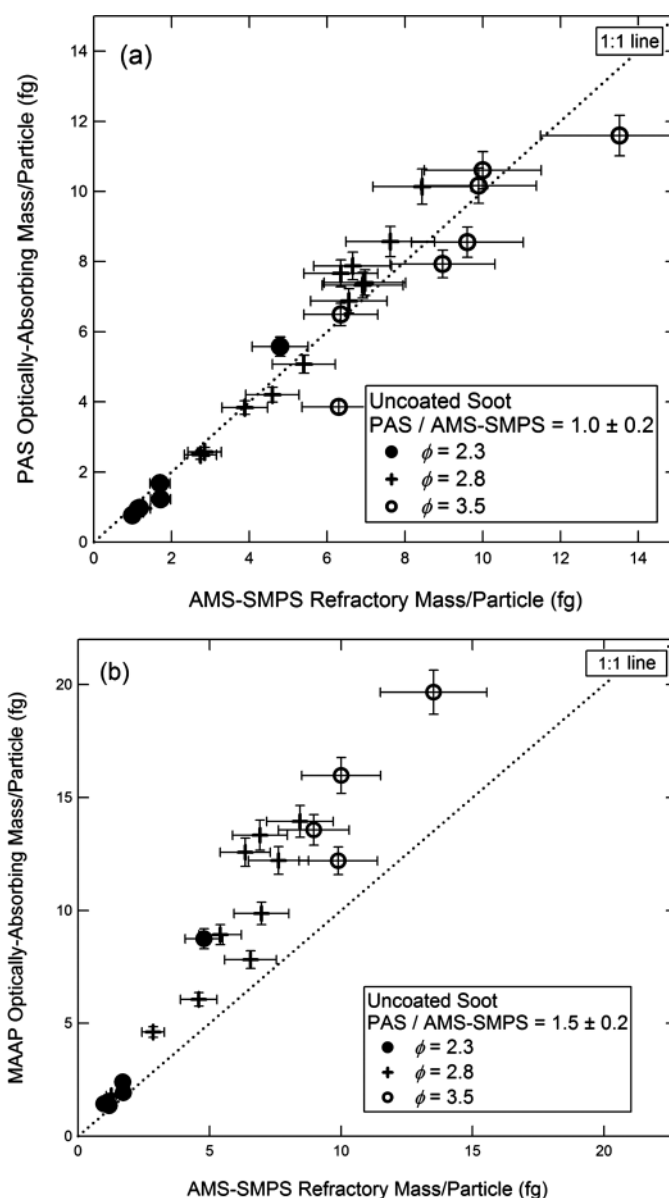 (a)
1:1 line
PAS Optically-Absorbing Mass/Particle (fg)
14
12
10
8
6
4
2
0
Uncoated Soot
PAS / AMS-SMPS = 1.0 ± 0.2
ϕ = 2.3
ϕ = 2.8
ϕ = 3.5
0 2 4 6 8 10 12 14
AMS-SMPS Refractory Mass/Particle (fg)
(b)
1:1 line
MAAP Optically-Absorbing Mass/Particle (fg)
20
15
10
5
0
Uncoated Soot
PAS / AMS-SMPS = 1.5 ± 0.2
ϕ = 2.3
ϕ = 2.8
ϕ = 3.5
0 5 10 15 20
AMS-SMPS Refractory Mass/Particle (fg)